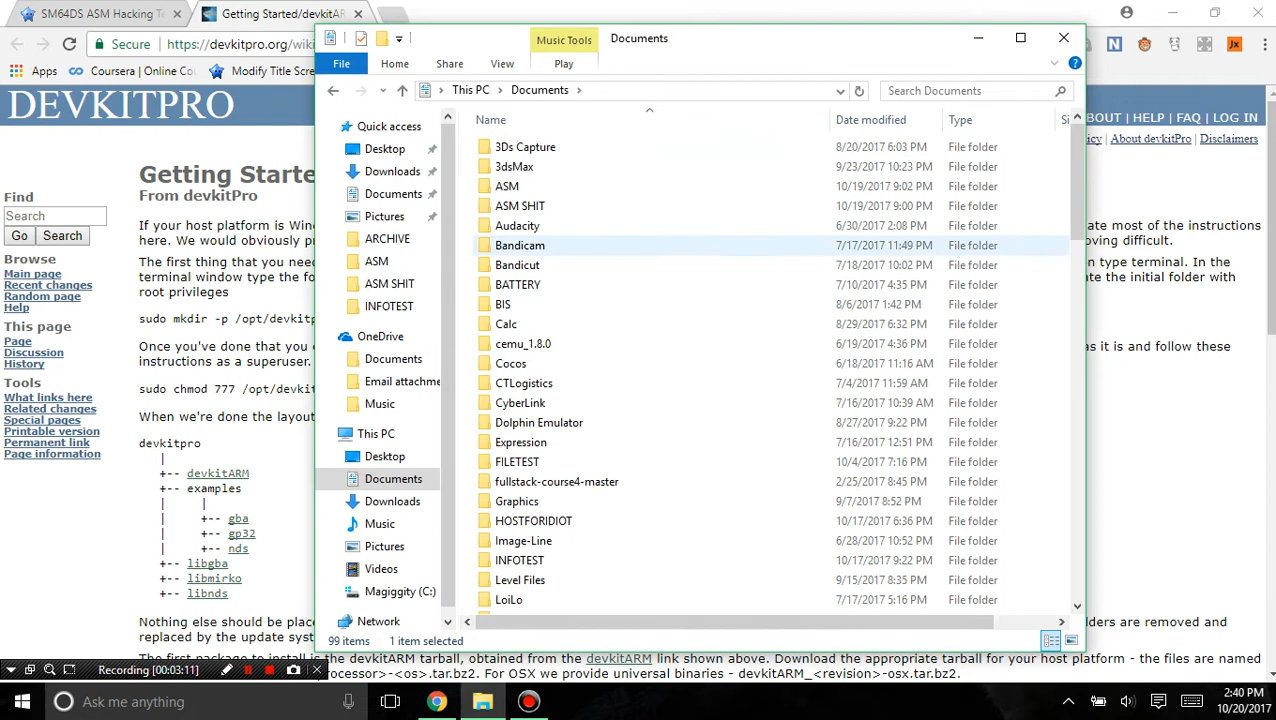 SM64DS ASM Hacking T
Getting Started/devkitAR
Secure
https://devkitpro.org/wiki
Apps
Coursera | Online Co
Modify Title Scre
N
JX
DEVKITPRO
ABOUT | HELP | FAQ | LOG IN
About devkitPro
Disclaimers
Getting Starte
From devkitPro
Find
Search
Go
Search
Browse
Main page
Recent changes
Random page
Help
This page
Page
Discussion
History
Tools
What links here
Related changes
Special pages
Printable version
Permanent link
Page information
If your host platform is Win
ate most of the instructions
here. We would obviously pr
oving difficult.
The first thing that you nee
n type terminal. In the
terminal window type the fo
ate the initial folder with
root privileges
sudo mkdir -p /opt/devkitp
Once you've done that you
as it is and follow these
instructions as a superuser.
sudo chmod 777 /opt/devkit
When we're done the layout
devkitpro
|
+-- devkitARM
+-- examples
| |
| +-- gba
| +-- gp32
| +-- nds
+-- libgba
+-- libmirko
+-- libnds
Nothing else should be place
lders are removed and
replaced by the update syst
The first package to install is the devkitARM tarball, obtained from the devkitARM link shown above. Download the appropriate tarball for your host platform - the files are named
rocessor>-<os>.tar.bz2. For OSX we provide universal binaries - devkitARM_<revision>-osx.tar.bz2.
Music Tools
Documents
File
Home
Share
View
Play
This PC
Documents
Search Documents
Name
Date modified
Type
Si
Quick access
Desktop
Downloads
Documents
Pictures
ARCHIVE
ASM
ASM SHIT
INFOTEST
OneDrive
Documents
Email attachme
Music
This PC
Desktop
Documents
Downloads
Music
Pictures
Videos
Magiggity (C:)
Network
3Ds Capture 8/20/2017 6:03 PM File folder
3dsMax 9/23/2017 10:23 PM File folder
ASM 10/19/2017 9:02 PM File folder
ASM SHIT 10/19/2017 9:00 PM File folder
Audacity 6/30/2017 2:08 PM File folder
Bandicam 7/17/2017 11:49 PM File folder
Bandicut 7/18/2017 10:02 PM File folder
BATTERY 7/10/2017 4:35 PM File folder
BIS 8/6/2017 1:42 PM File folder
Calc 8/29/2017 6:32 PM File folder
cemu_1.8.0 6/19/2017 4:36 PM File folder
Cocos 6/18/2017 11:16 AM File folder
CTLogistics 7/4/2017 11:59 AM File folder
CyberLink 7/16/2017 10:39 AM File folder
Dolphin Emulator 8/27/2017 9:22 PM File folder
Expression 7/16/2017 12:51 PM File folder
FILETEST 10/4/2017 7:16 PM File folder
fullstack-course4-master 2/25/2017 8:45 PM File folder
Graphics 9/7/2017 8:52 PM File folder
HOSTFORIDIOT 10/17/2017 6:36 PM File folder
Image-Line 6/28/2017 10:52 PM File folder
INFOTEST 10/17/2017 9:22 PM File folder
Level Files 9/15/2017 8:35 PM File folder
LoiLo 7/17/2017 5:16 PM File folder
99 items
1 item selected
Recording [00:03:11]
Ask me anything
2:40 PM
10/20/2017